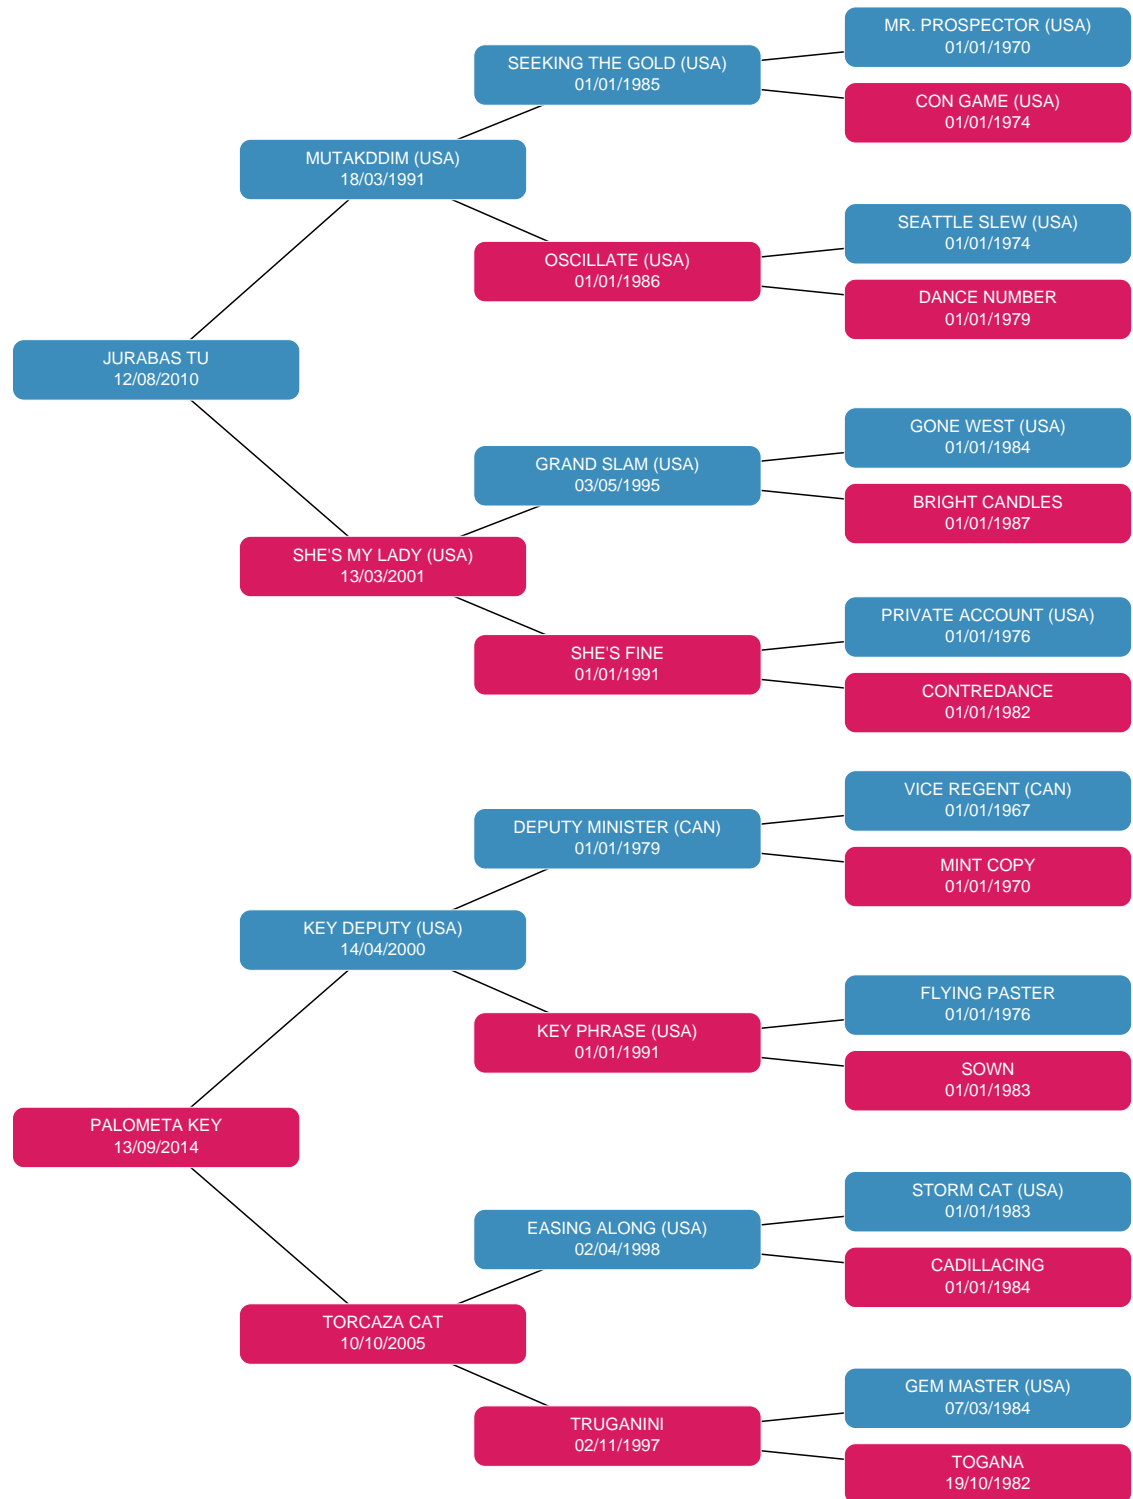 MR. PROSPECTOR (USA)
01/01/1970
SEEKING THE GOLD (USA)
01/01/1985
CON GAME (USA)
01/01/1974
MUTAKDDIM (USA)
18/03/1991
SEATTLE SLEW (USA)
01/01/1974
OSCILLATE (USA)
01/01/1986
DANCE NUMBER
01/01/1979
JURABAS TU
12/08/2010
GONE WEST (USA)
01/01/1984
GRAND SLAM (USA)
03/05/1995
BRIGHT CANDLES
01/01/1987
SHE'S MY LADY (USA)
13/03/2001
PRIVATE ACCOUNT (USA)
01/01/1976
SHE'S FINE
01/01/1991
CONTREDANCE
01/01/1982
VICE REGENT (CAN)
01/01/1967
DEPUTY MINISTER (CAN)
01/01/1979
MINT COPY
01/01/1970
KEY DEPUTY (USA)
14/04/2000
FLYING PASTER
01/01/1976
KEY PHRASE (USA)
01/01/1991
SOWN
01/01/1983
PALOMETA KEY
13/09/2014
STORM CAT (USA)
01/01/1983
EASING ALONG (USA)
02/04/1998
CADILLACING
01/01/1984
TORCAZA CAT
10/10/2005
GEM MASTER (USA)
07/03/1984
TRUGANINI
02/11/1997
TOGANA
19/10/1982